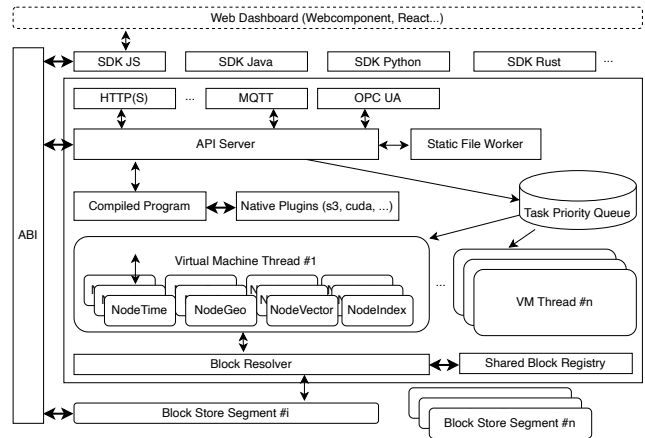 Web Dashboard (Webcomponent, React...)
SDK JS
SDK Java
SDK Python
SDK Rust
...
HTTP(S)
...
MQTT
OPC UA
API Server
Static File Worker
ABI
Compiled Program
Native Plugins (s3, cuda, ...)
Task Priority Queue
Virtual Machine Thread #1
...
NodeTime
NodeGeo
NodeVector
NodeIndex
VM Thread #n
Block Resolver
Shared Block Registry
Block Store Segment #i
Block Store Segment #n